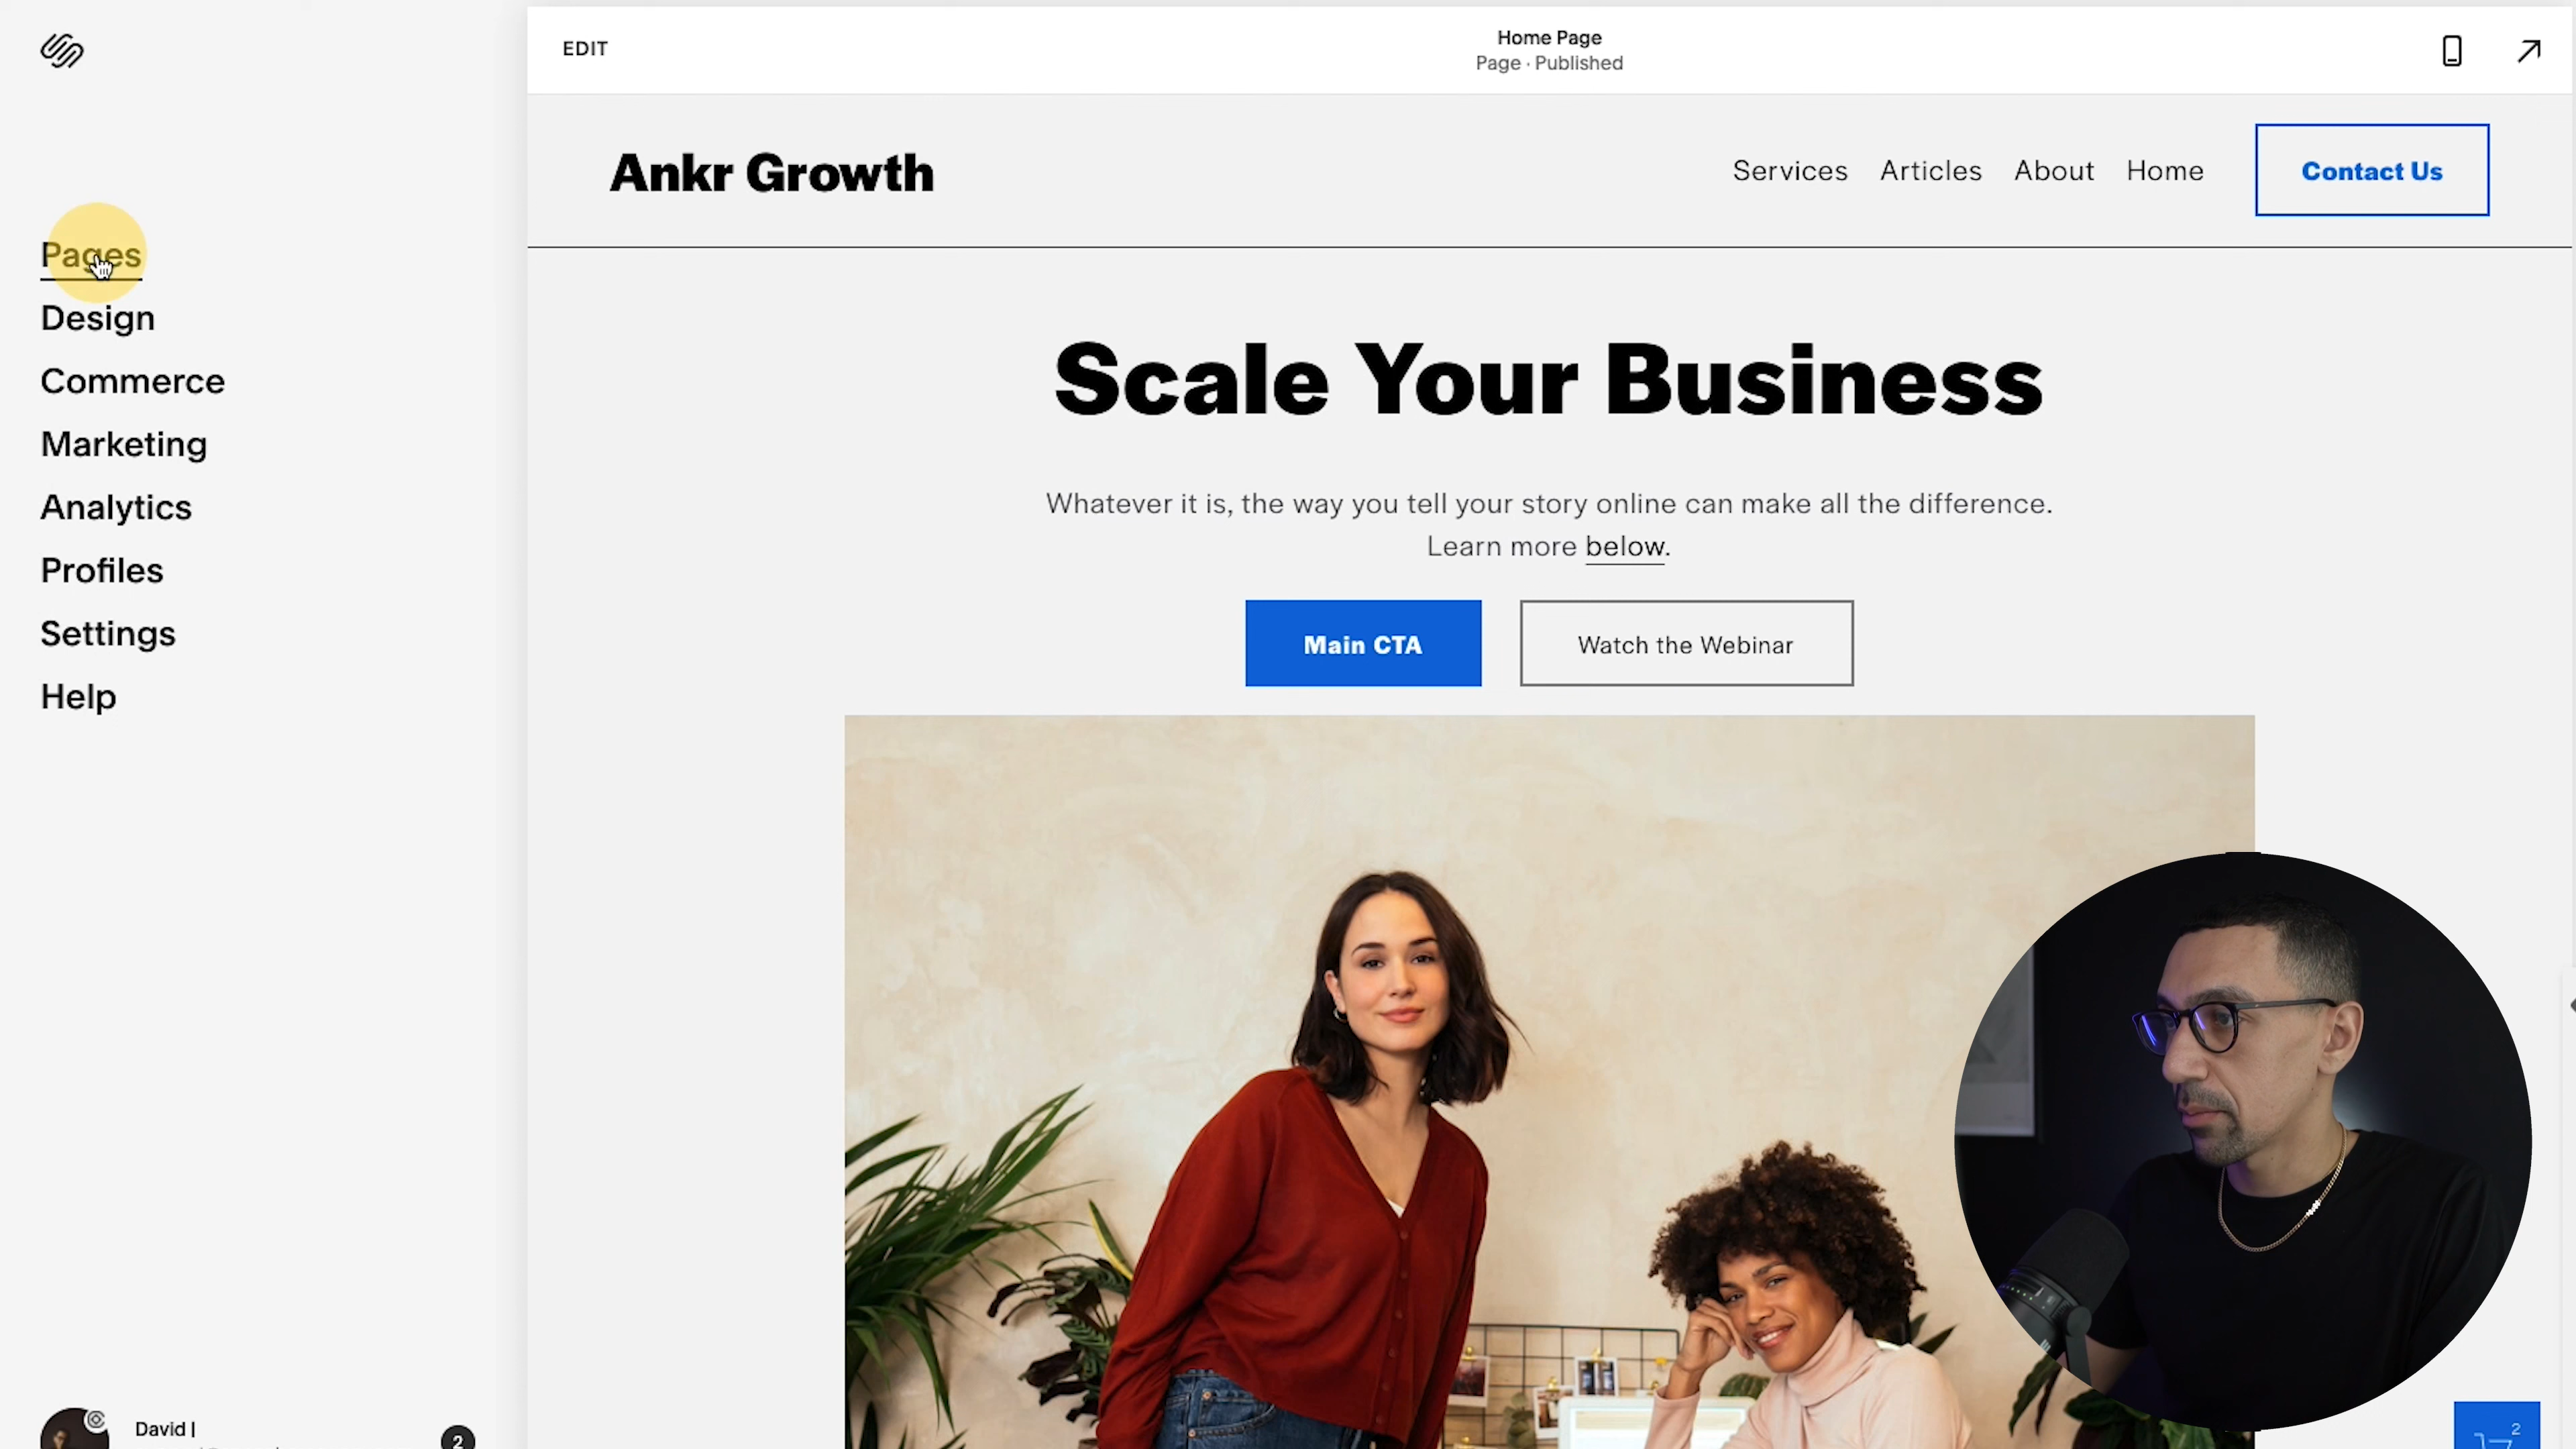 EDIT
Home Page
Page · Published
Ankr Growth
Services
Articles
About
Home
Contact Us
Pages
Design
Commerce
Marketing
Analytics
Profiles
Settings
Help
Scale Your Business
Whatever it is, the way you tell your story online can make all the difference.
Learn more below.
Main CTA
Watch the Webinar
David I
2
2